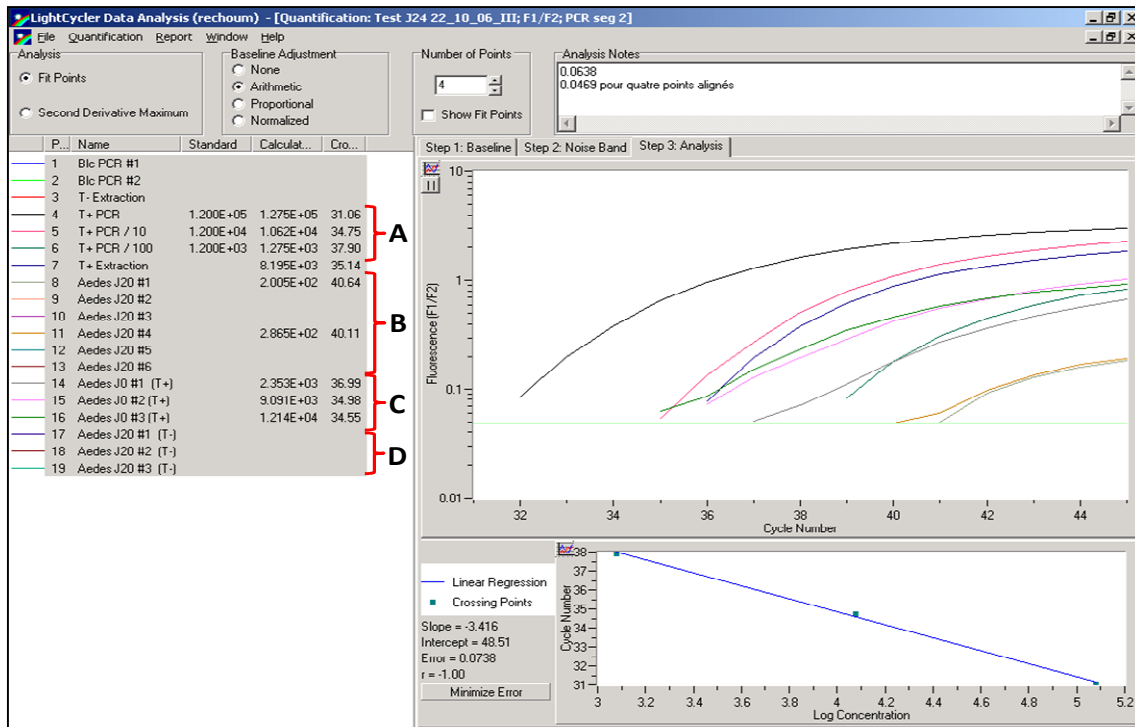 LightCycler Data Analysis (rechoum) - [Quantification: Test J24 22_10_06_III; F1/F2; PCR seg 2]
File Quantification Report Window Help
Analysis
Fit Points
Second Derivative Maximum
Baseline Adjustment
None
Arithmetic
Proportional
Normalized
Number of Points
4
Show Fit Points
Analysis Notes
0.0638
0.0469 pour quatre points alignés
P... Name Standard Calculat... Cro...
1 Blc PCR #1
2 Blc PCR #2
3 T- Extraction
4 T+ PCR 1.200E+05 1.275E+05 31.06
5 T+ PCR / 10 1.200E+04 1.062E+04 34.75
6 T+ PCR / 100 1.200E+03 1.275E+03 37.90
7 T+ Extraction 8.195E+03 35.14
8 Aedes J20 #1 2.005E+02 40.64
9 Aedes J20 #2
10 Aedes J20 #3
11 Aedes J20 #4 2.865E+02 40.11
12 Aedes J20 #5
13 Aedes J20 #6
14 Aedes J0 #1 (T+) 2.353E+03 36.99
15 Aedes J0 #2 (T+) 9.091E+03 34.98
16 Aedes J0 #3 (T+) 1.214E+04 34.55
17 Aedes J20 #1 (T-)
18 Aedes J20 #2 (T-)
19 Aedes J20 #3 (T-)
A
B
C
D
Step 1: Baseline Step 2: Noise Band Step 3: Analysis
Fluorescence (F1/F2)
10
1
0.1
0.01
32 34 36 38 40 42 44
Cycle Number
Linear Regression
Crossing Points
Slope = -3.416
Intercept = 48.51
Error = 0.0738
r = -1.00
Minimize Error
Cycle Number
38
37
36
35
34
33
32
31
3 3.2 3.4 3.6 3.8 4 4.2 4.4 4.6 4.8 5 5.2
Log Concentration